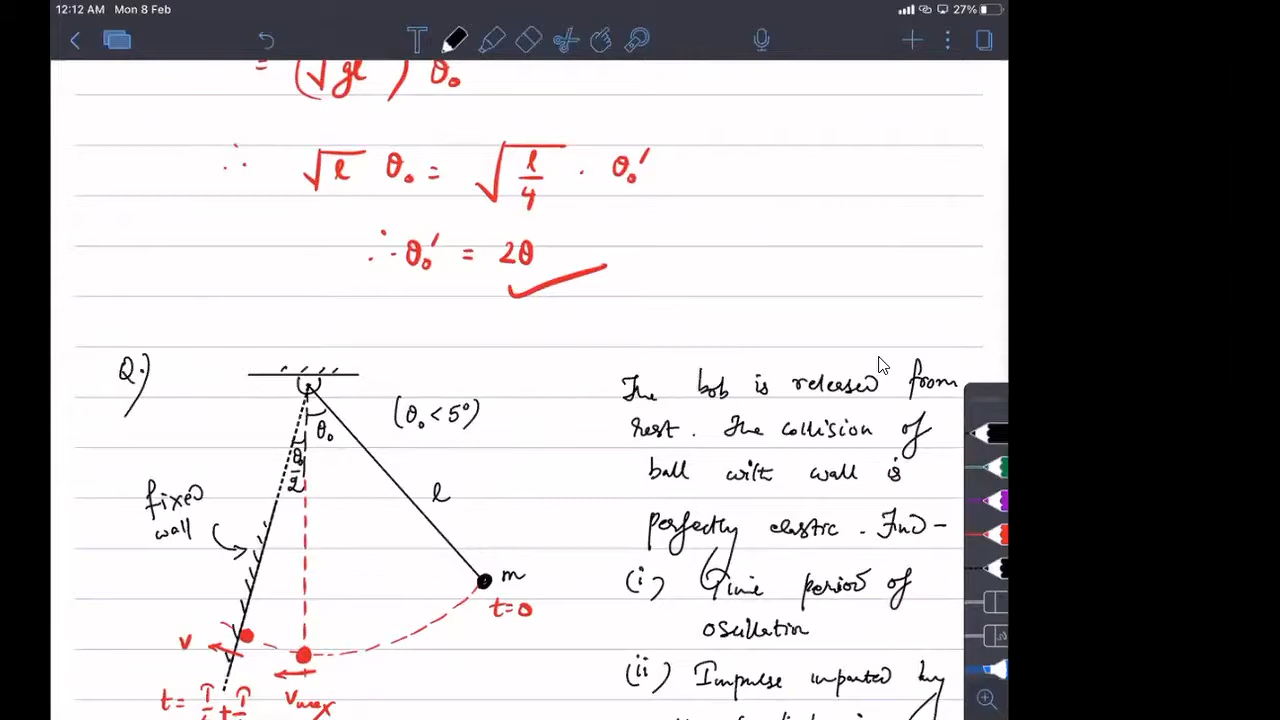 12:12 AM Mon 8 Feb
27%
= (√gl ) θ₀
∴ √l θ₀ = √(l/4) · θ₀′
∴ θ₀′ = 2θ
Q.)
(θ₀ < 5°)
θ₀
θ₀/2
l
fixed
wall
m
t=0
v
vmax
t =
The bob is released from
rest. The collision of
ball with wall is
perfectly elastic. Find -
(i) Time period of
oscillation
(ii) Impulse imparted by